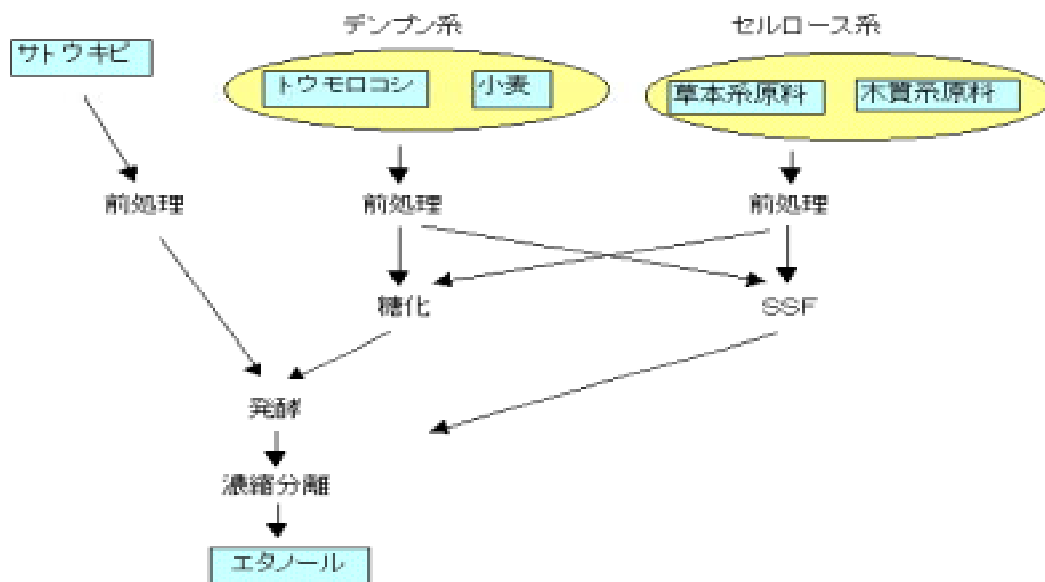 デンプン系
セルロース系
サトウキビ
トウモロコシ
小麦
草本系原料
木質系原料
前処理
前処理
前処理
糖化
SSF
発酵
濃縮分離
エタノール